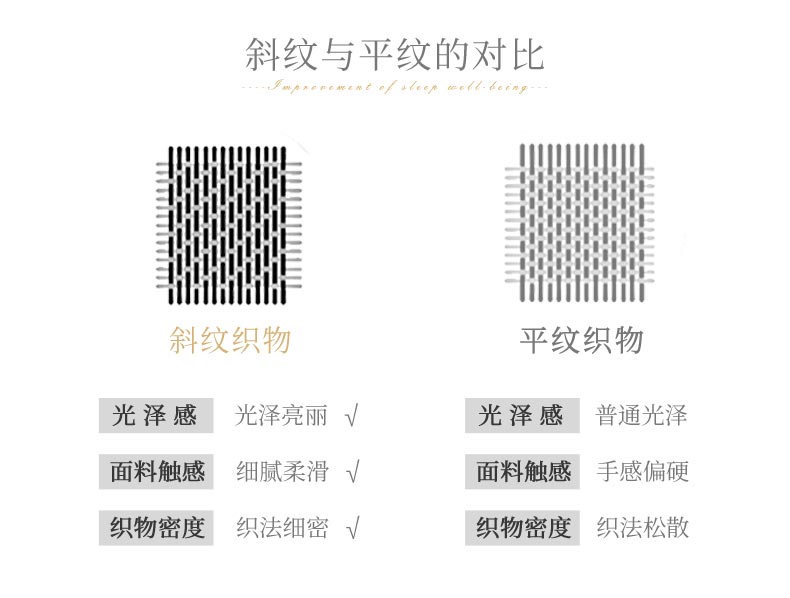 斜纹与平纹的对比
Improvement of sleep well-being
斜纹织物
平纹织物
光泽感 光泽亮丽 √
光泽感 普通光泽
面料触感 细腻柔滑 √
面料触感 手感偏硬
织物密度 织法细密 √
织物密度 织法松散